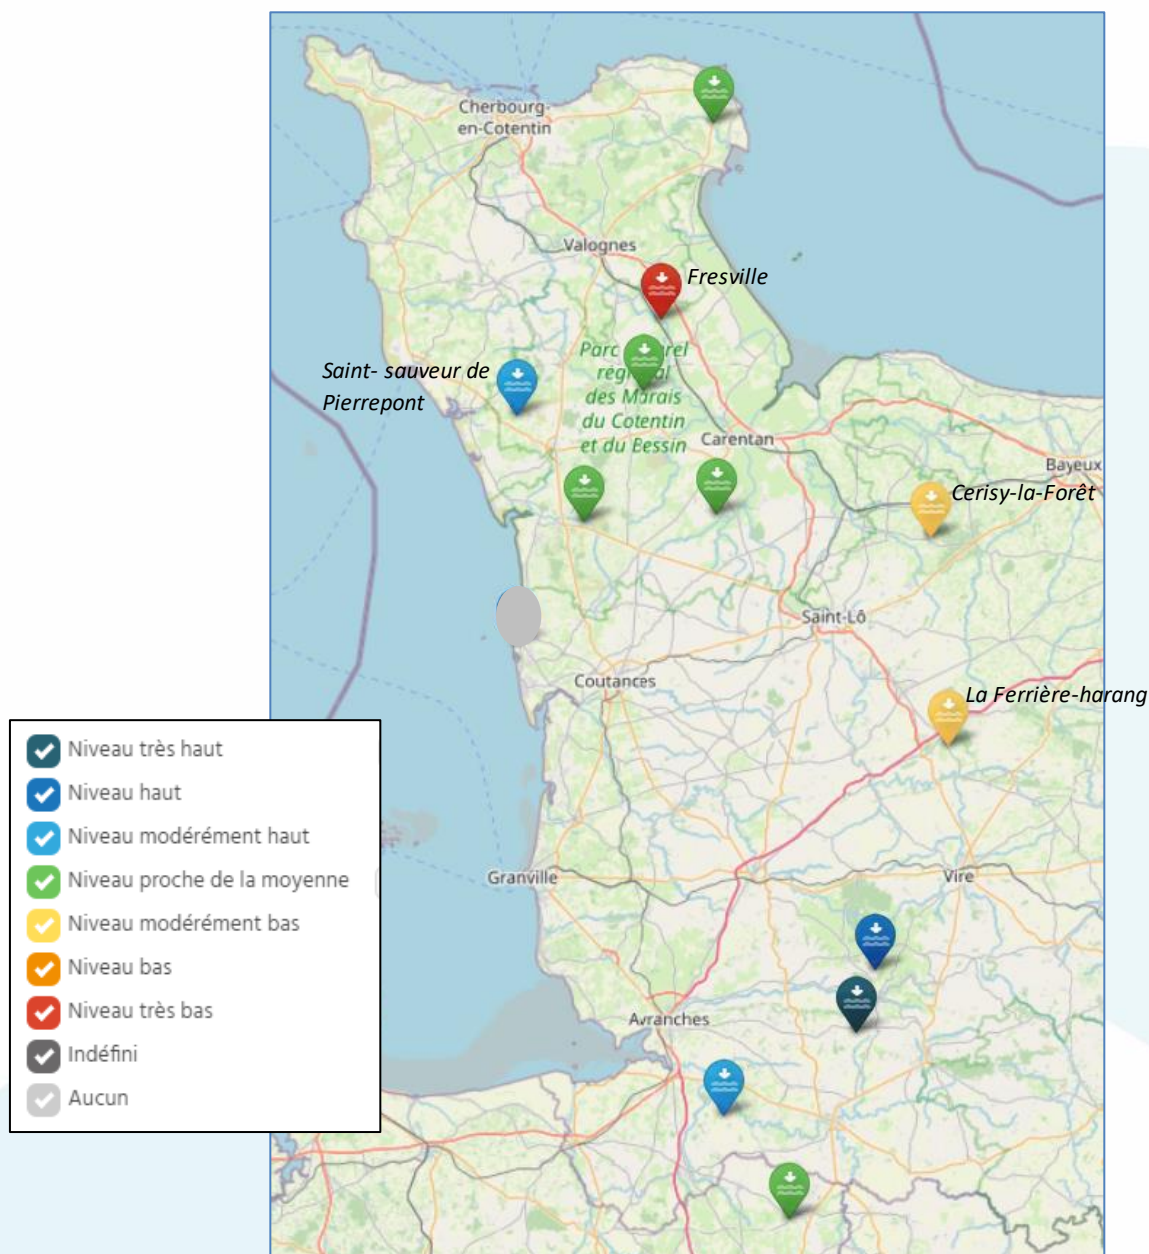 Cherbourg-
en-Cotentin
Valognes
Fresville
Parc
rel
rég
al
des Marais
du Cotentin
et du Bessin
Saint- sauveur de
Pierrepont
Carentan
Bayeux
Cerisy-la-Forêt
Saint-Lô
Coutances
La Ferrière-harang
Niveau très haut
Niveau haut
Niveau modérément haut
Niveau proche de la moyenne
Niveau modérément bas
Niveau bas
Niveau très bas
Indéfini
Aucun
Granville
Vire
Avranches